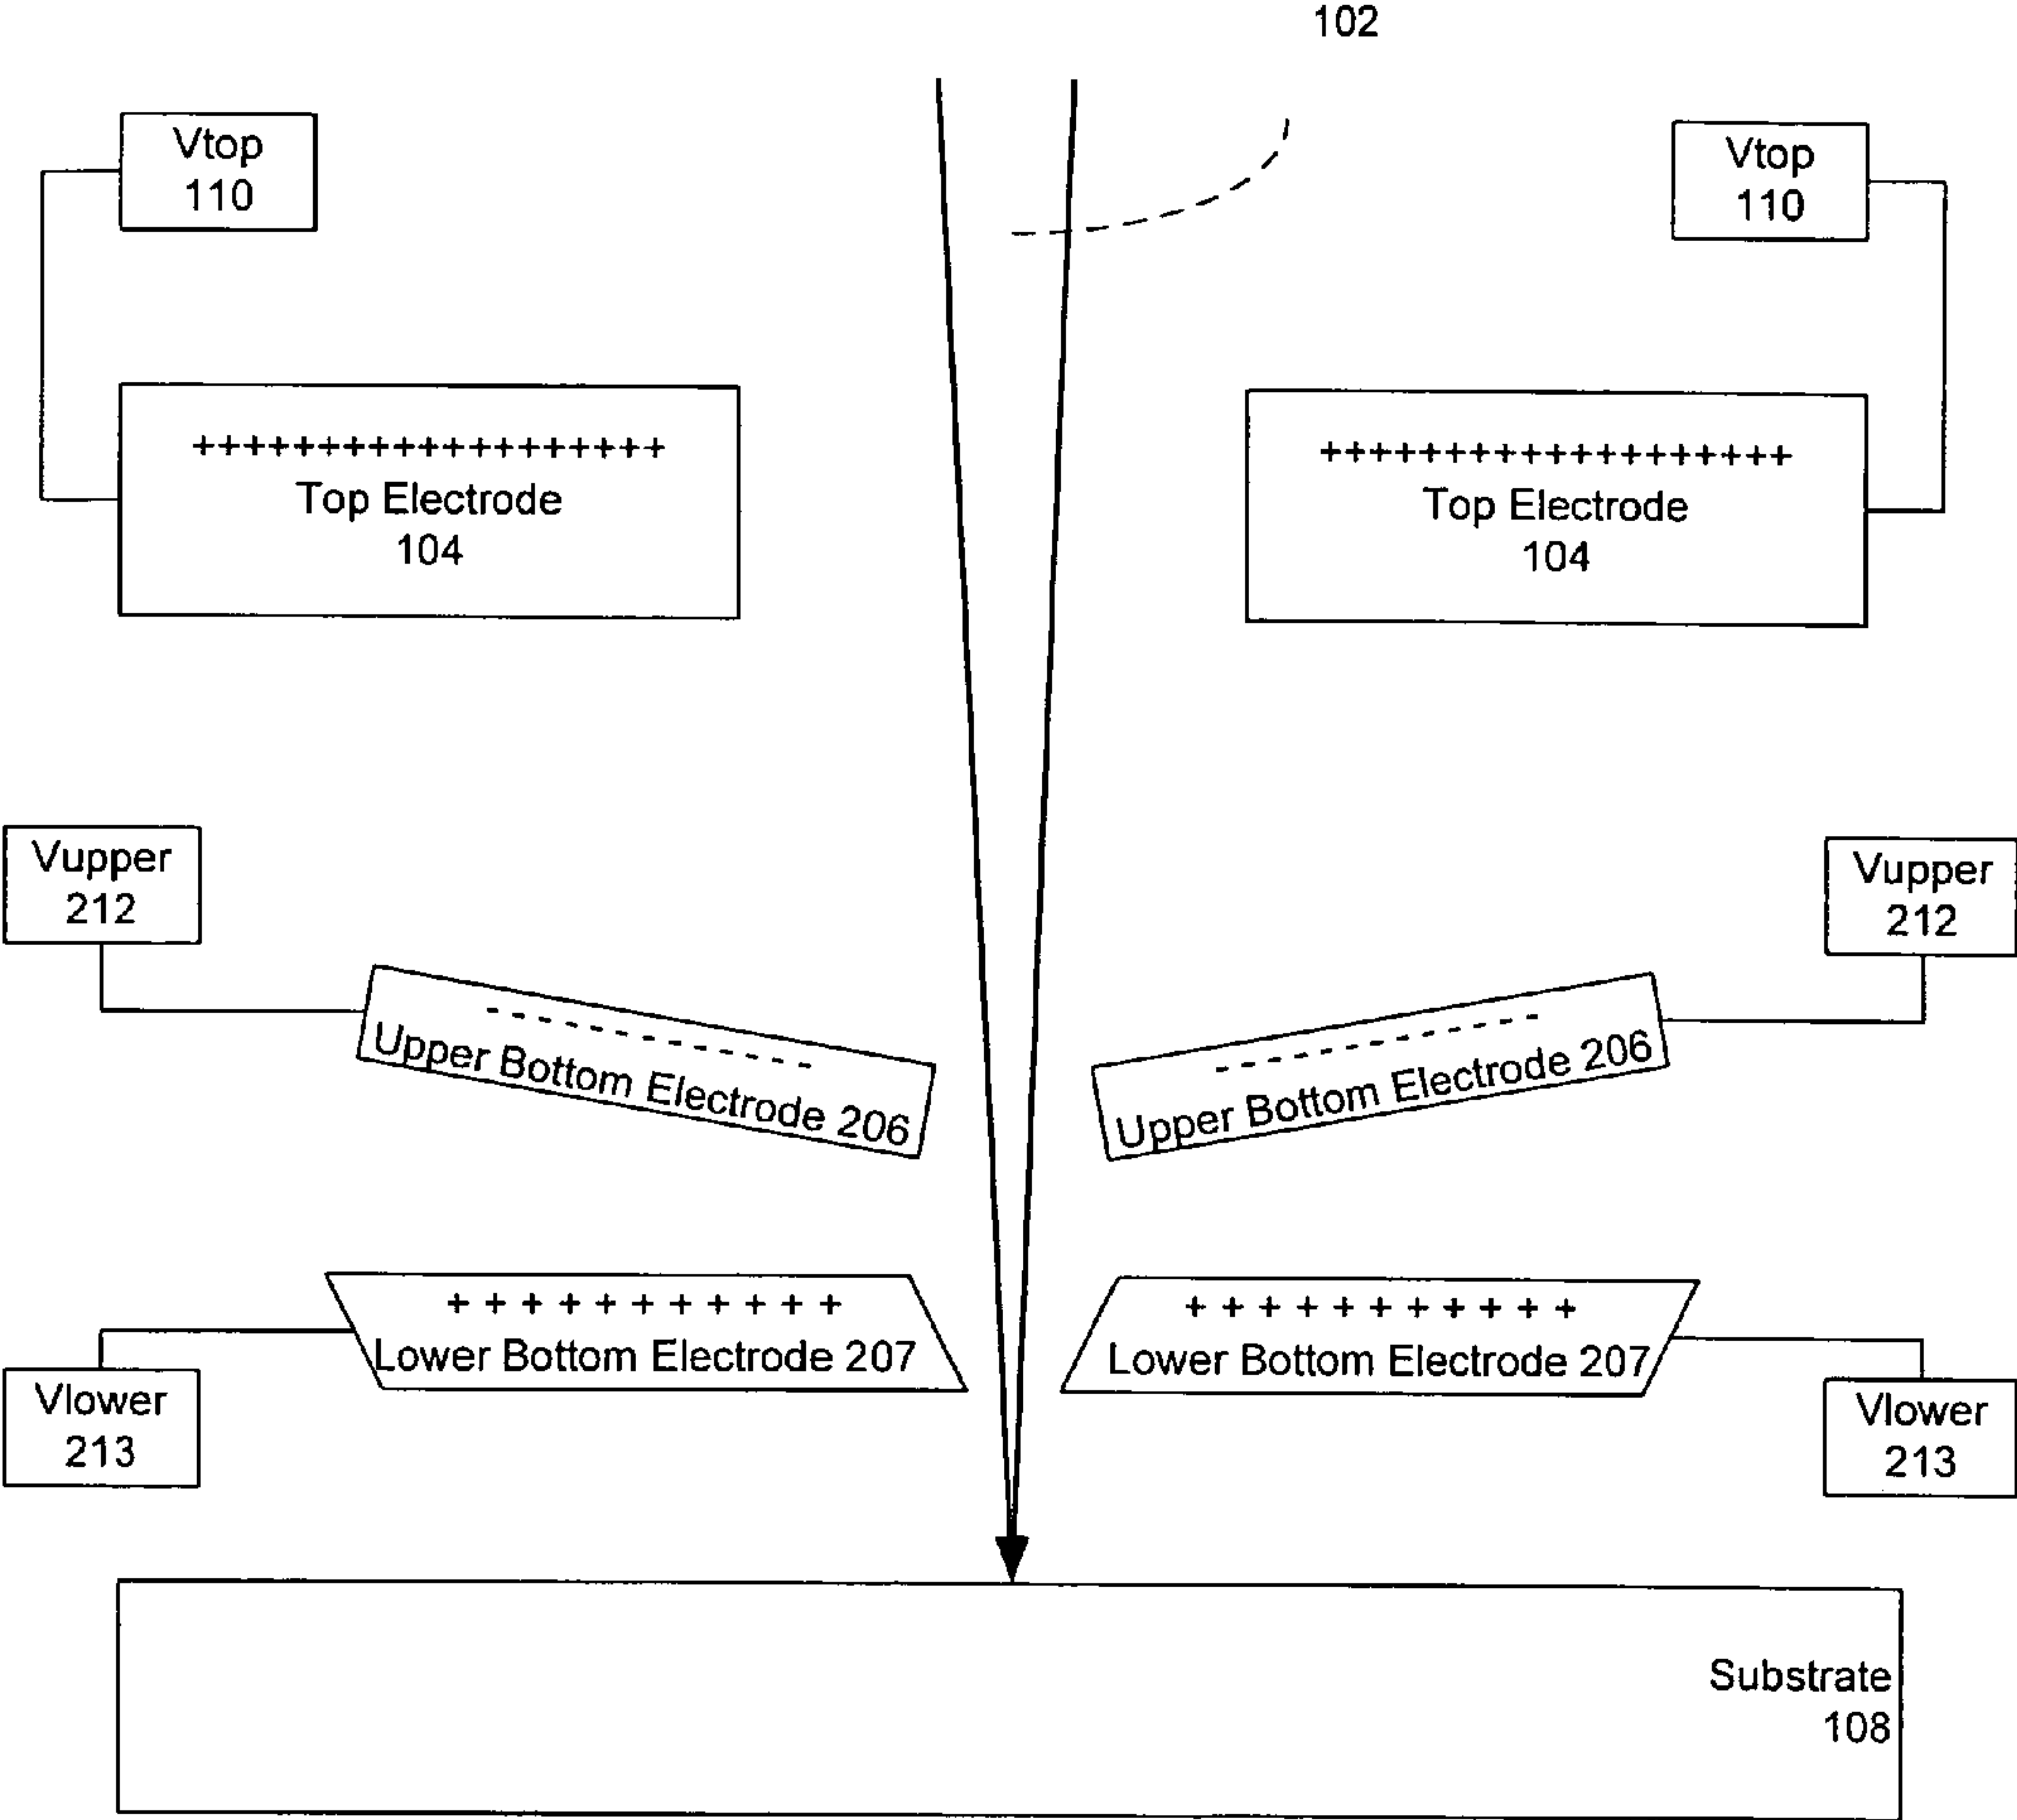 102
Vtop
110
Vtop
110
+++++++++++++++++++
Top Electrode
104
+++++++++++++++++++
Top Electrode
104
Vupper
212
Vupper
212
- - - - - - - - - - - - -
Upper Bottom Electrode 206
- - - - - - - - - - - - -
Upper Bottom Electrode 206
+ + + + + + + + + + +
Lower Bottom Electrode 207
+ + + + + + + + + + +
Lower Bottom Electrode 207
Vlower
213
Vlower
213
Substrate
108